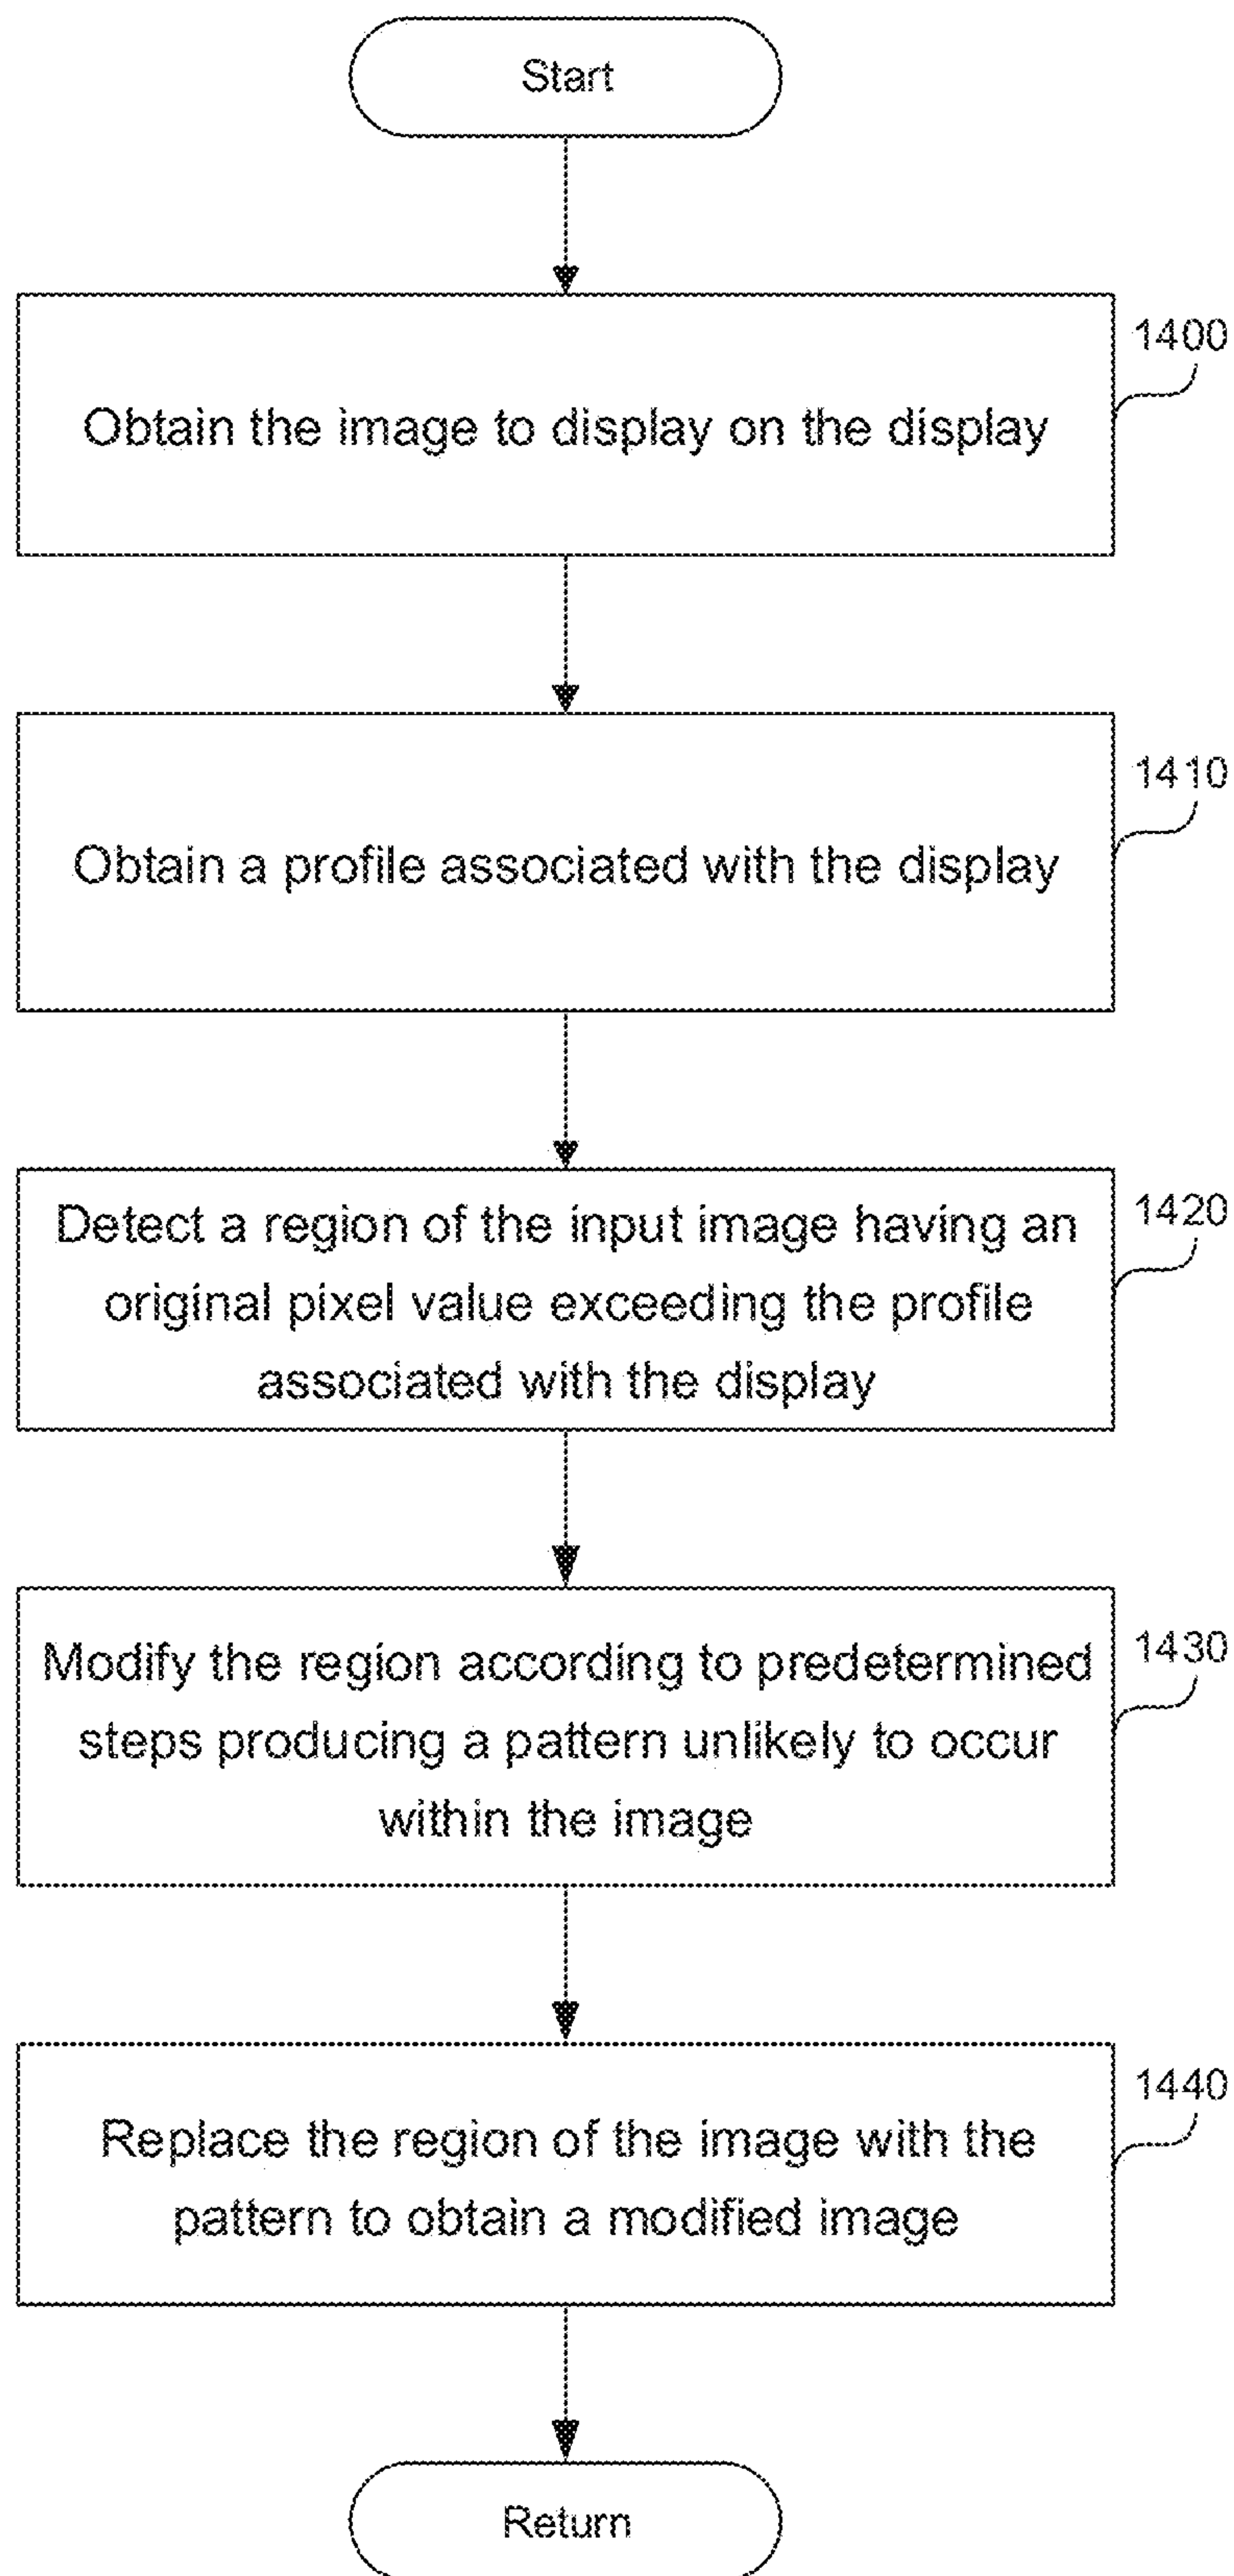 Start
1400
Obtain the image to display on the display
1410
Obtain a profile associated with the display
1420
Detect a region of the input image having an
original pixel value exceeding the profile
associated with the display
1430
Modify the region according to predetermined
steps producing a pattern unlikely to occur
within the image
1440
Replace the region of the image with the
pattern to obtain a modified image
Return